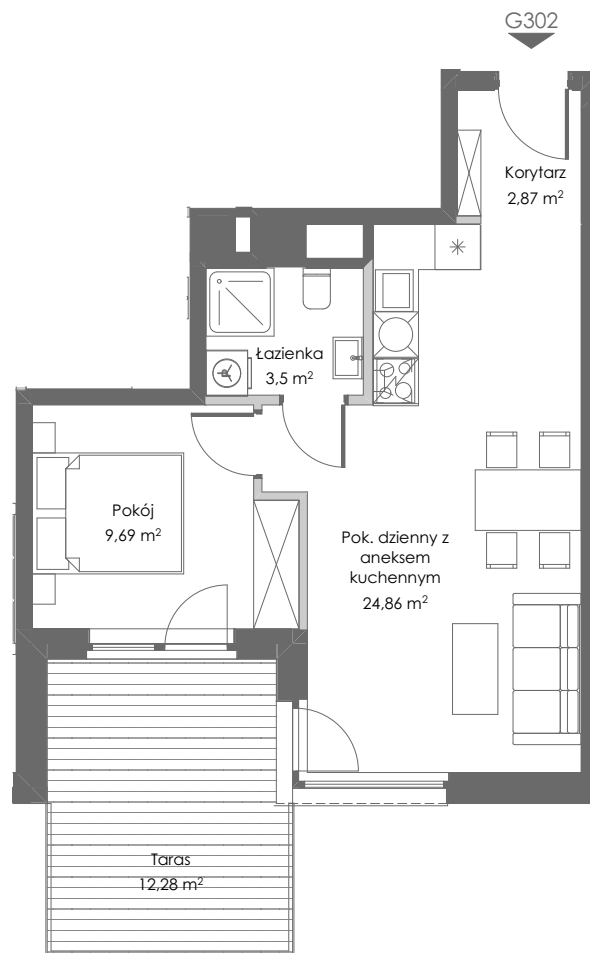 G302
Korytarz
2,87 m²
Łazienka
3,5 m²
Pokój
9,69 m²
Pok. dzienny z
aneksem
kuchennym
24,86 m²
Taras
12,28 m²